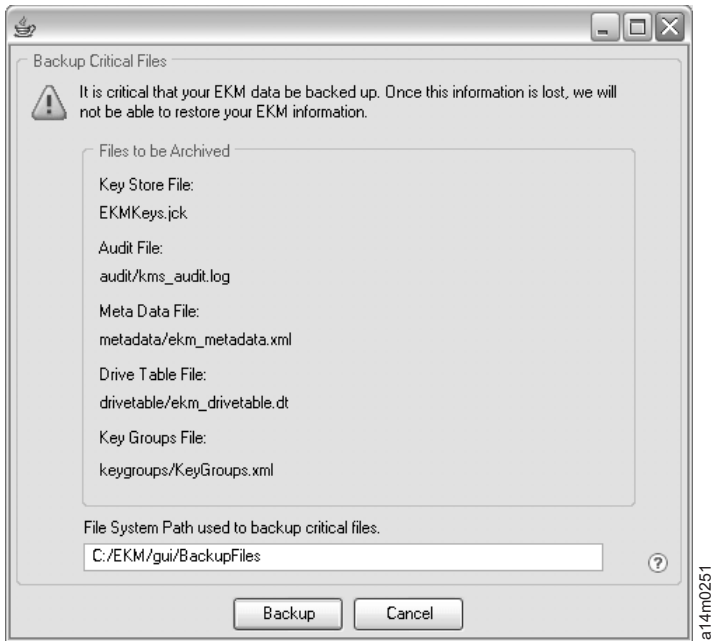 Backup Critical Files
It is critical that your EKM data be backed up. Once this information is lost, we will
not be able to restore your EKM information.
Files to be Archived
Key Store File:
EKMKeys.jck
Audit File:
audit/kms_audit.log
Meta Data File:
metadata/ekm_metadata.xml
Drive Table File:
drivetable/ekm_drivetable.dt
Key Groups File:
keygroups/KeyGroups.xml
File System Path used to backup critical files.
C:/EKM/gui/BackupFiles
?
Backup Cancel
a14m0251